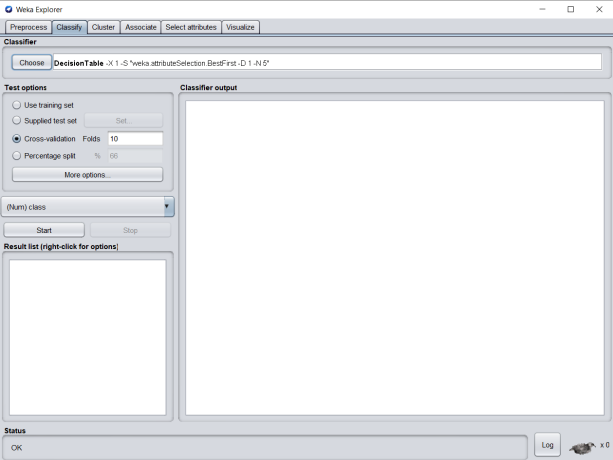 Weka Explorer
Preprocess Classify Cluster Associate Select attributes Visualize
Classifier
Choose DecisionTable -X 1 -S "weka.attributeSelection.BestFirst -D 1 -N 5"
Test options
Use training set
Supplied test set Set...
Cross-validation Folds 10
Percentage split % 66
More options...
(Num) class
Start Stop
Result list (right-click for options)
Classifier output
Status
OK
Log x 0